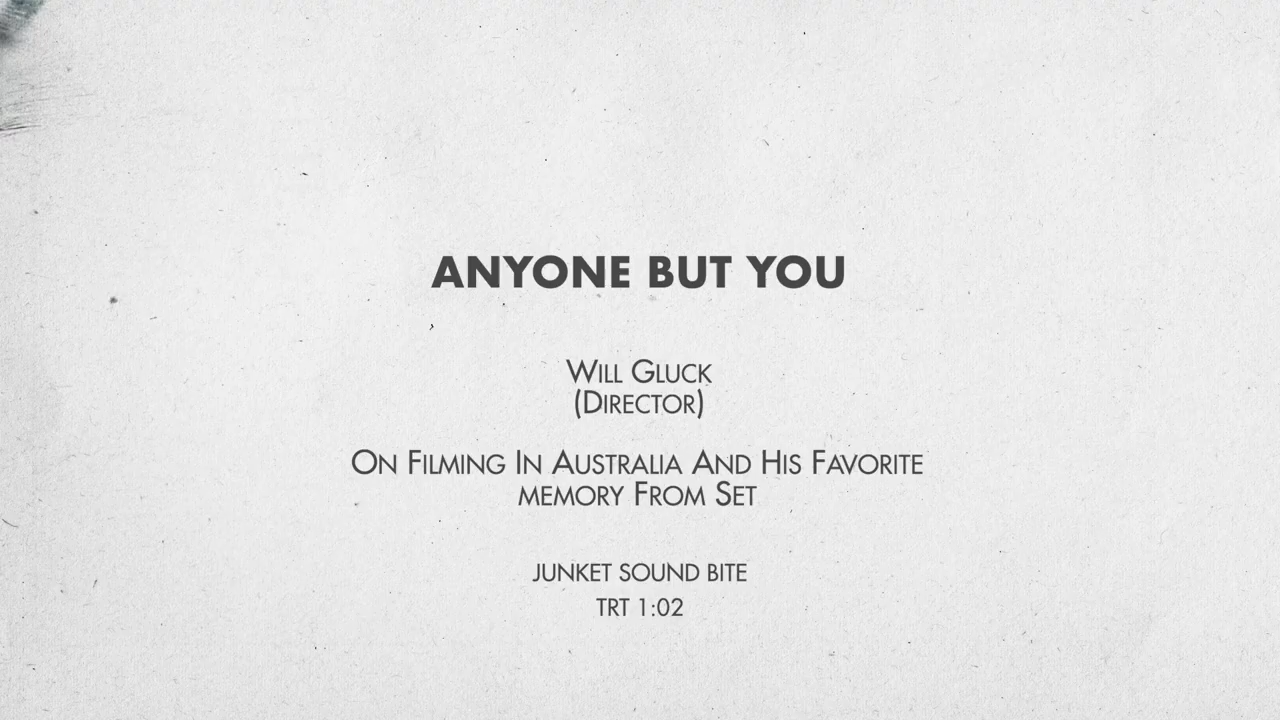 ANYONE BUT YOU
Will Gluck
(Director)
On Filming In Australia And His Favorite
memory From Set
JUNKET SOUND BITE
TRT 1:02